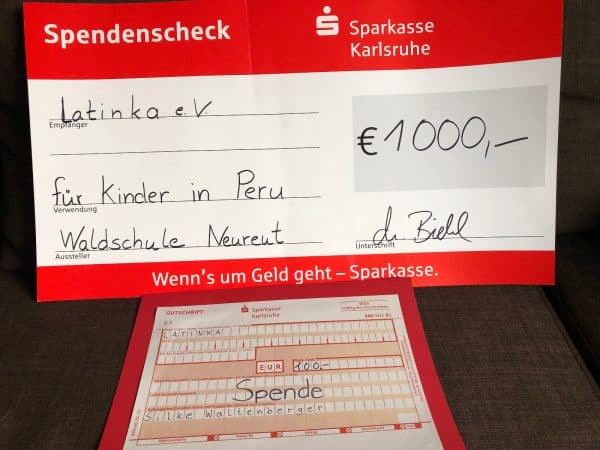 Spendenscheck
Sparkasse
Karlsruhe
Latinka e.V.
Empfänger
€ 1000,–
für Kinder in Peru
Verwendung
Waldschule Neureut
Aussteller
Unterschrift
Wenn's um Geld geht – Sparkasse.
GUTSCHRIFT
Sparkasse
Karlsruhe
LATINKA
EUR 100,-
Spende
Silke Waltenberger